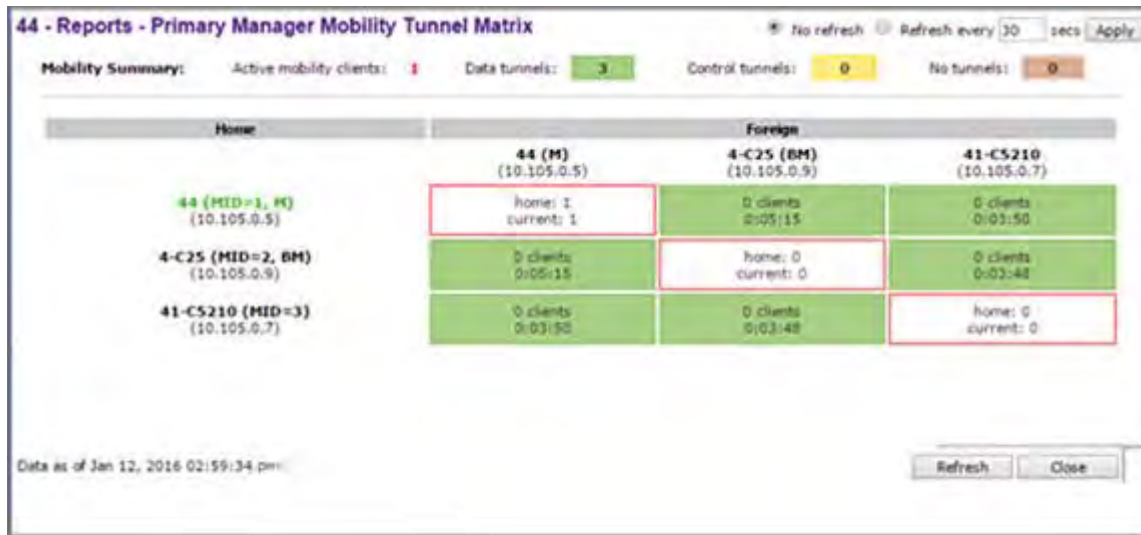 44 - Reports - Primary Manager Mobility Tunnel Matrix
No refresh Refresh every 30 secs Apply
Mobility Summary: Active mobility clients: 1 Data tunnels: 3 Control tunnels: 0 No tunnels: 0
Home Foreign
44 (M) 4-C25 (BM) 41-C5210
(10.105.0.5) (10.105.0.9) (10.105.0.7)
44 (MID=1, M) home: 1 0 clients 0 clients
(10.105.0.5) current: 1 0:05:15 0:03:50
4-C25 (MID=2, BM) 0 clients home: 0 0 clients
(10.105.0.9) 0:05:15 current: 0 0:03:48
41-C5210 (MID=3) 0 clients 0 clients home: 0
(10.105.0.7) 0:03:50 0:03:48 current: 0
Data as of Jan 12, 2016 02:59:34 pm
Refresh Close